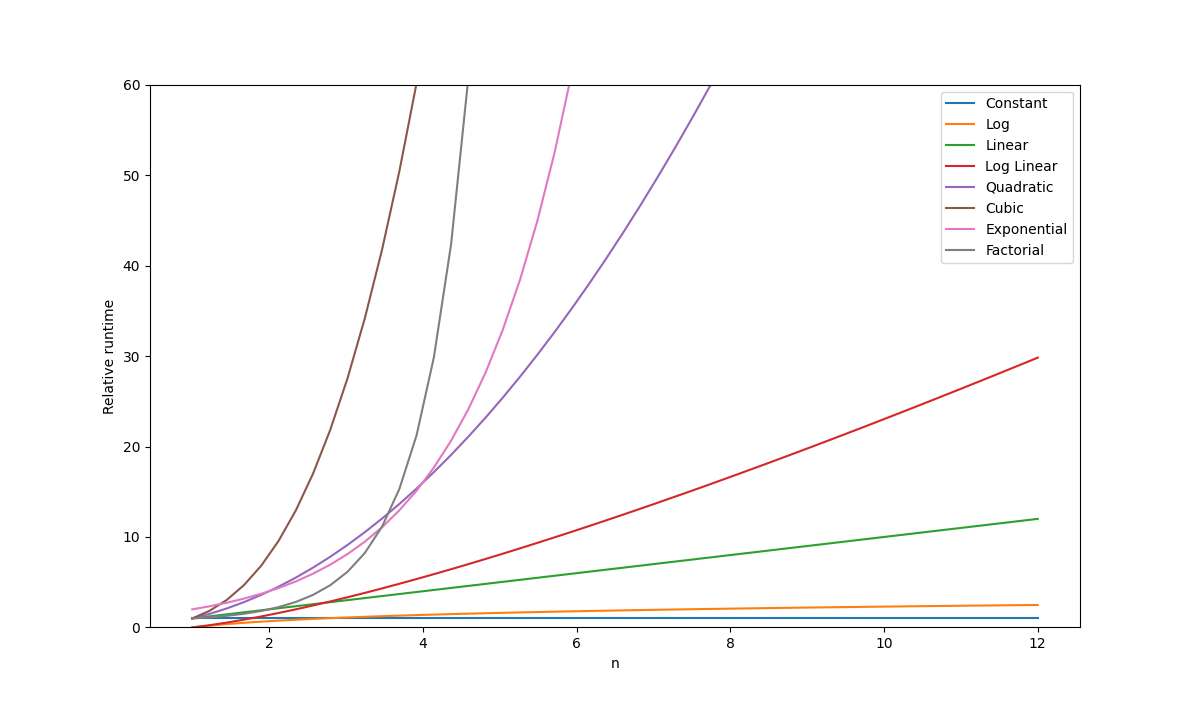 Relative runtime
60
50
40
30
20
10
0
2
4
6
8
10
12
n
Constant
Log
Linear
Log Linear
Quadratic
Cubic
Exponential
Factorial